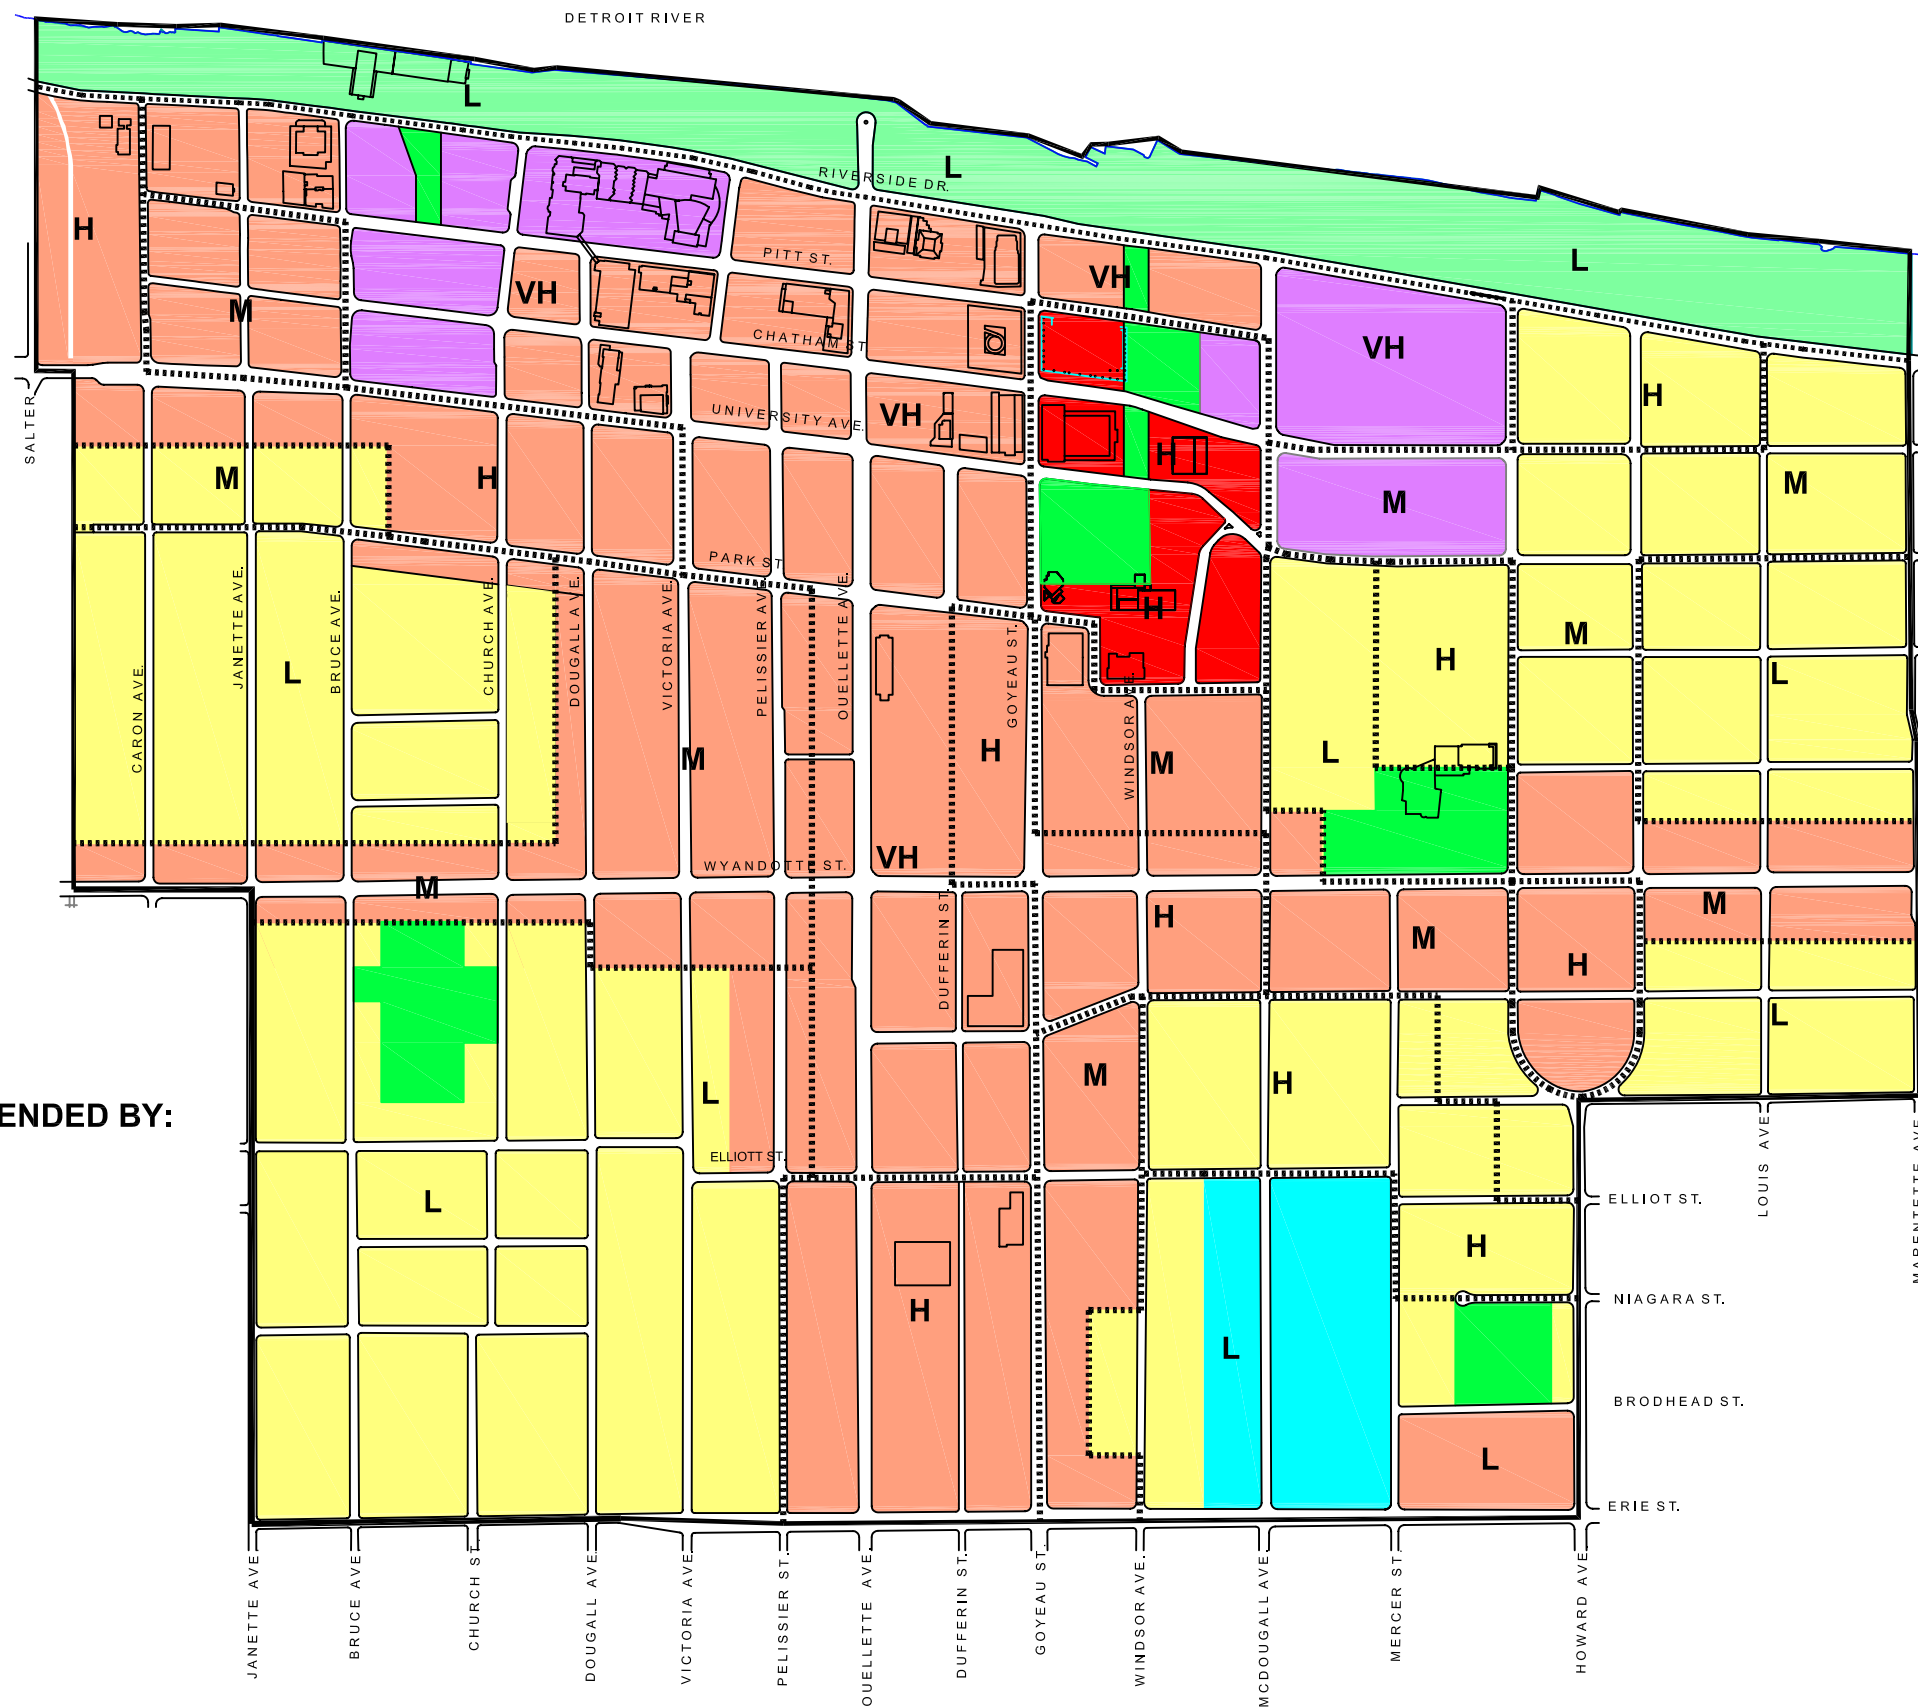 DETROIT RIVER
L
L
RIVERSIDE DR.
H
PITT ST.
VH
L
VH
M
CHATHAM ST
VH
H
SALTER
UNIVERSITY AVE.
VH
H
M
H
M
M
PARK ST
JANETTE AVE.
BRUCE AVE.
CHURCH AVE.
DOUGALL AVE.
VICTORIA AVE.
PELISSIER AVE.
OUELLETTE AVE.
H
M
CARON AVE.
L
GOYEAU ST.
WINDSOR AVE.
H
L
M
H
M
L
WYANDOTTE ST.
VH
M
DUFFERIN ST.
H
M
M
H
L
M
H
L
ENDED BY:
ELLIOTT ST.
LOUIS AVE
MARENTETTE AVE
L
ELLIOT ST.
H
NIAGARA ST.
H
L
BRODHEAD ST.
L
ERIE ST.
JANETTE AVE
BRUCE AVE
CHURCH ST.
DOUGALL AVE.
VICTORIA AVE.
PELISSIER ST.
OUELLETTE AVE.
DUFFERIN ST.
GOYEAU ST.
WINDSOR AVE.
MCDOUGALL AVE.
MERCER ST.
HOWARD AVE.